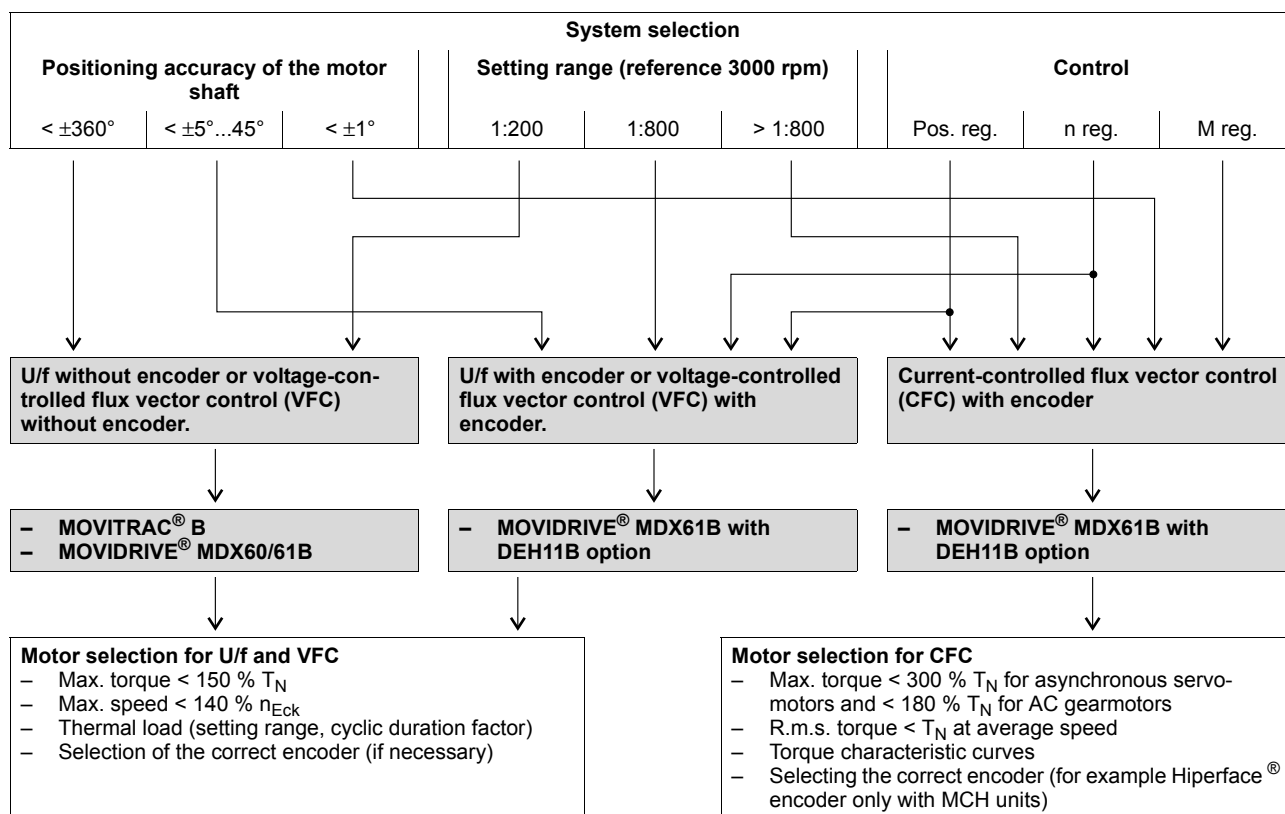 System selection
Positioning accuracy of the motor
shaft
Setting range (reference 3000 rpm)
Control
< ±360°
< ±5°...45°
< ±1°
1:200
1:800
> 1:800
Pos. reg.
n reg.
M reg.
U/f without encoder or voltage-con-
trolled flux vector control (VFC)
without encoder.
U/f with encoder or voltage-controlled
flux vector control (VFC) with
encoder.
Current-controlled flux vector control
(CFC) with encoder
– MOVITRAC® B
– MOVIDRIVE® MDX60/61B
– MOVIDRIVE® MDX61B with
DEH11B option
– MOVIDRIVE® MDX61B with
DEH11B option
Motor selection for U/f and VFC
– Max. torque < 150 % TN
– Max. speed < 140 % nEck
– Thermal load (setting range, cyclic duration factor)
– Selection of the correct encoder (if necessary)
Motor selection for CFC
– Max. torque < 300 % TN for asynchronous servo-
motors and < 180 % TN for AC gearmotors
– R.m.s. torque < TN at average speed
– Torque characteristic curves
– Selecting the correct encoder (for example Hiperface ®
encoder only with MCH units)